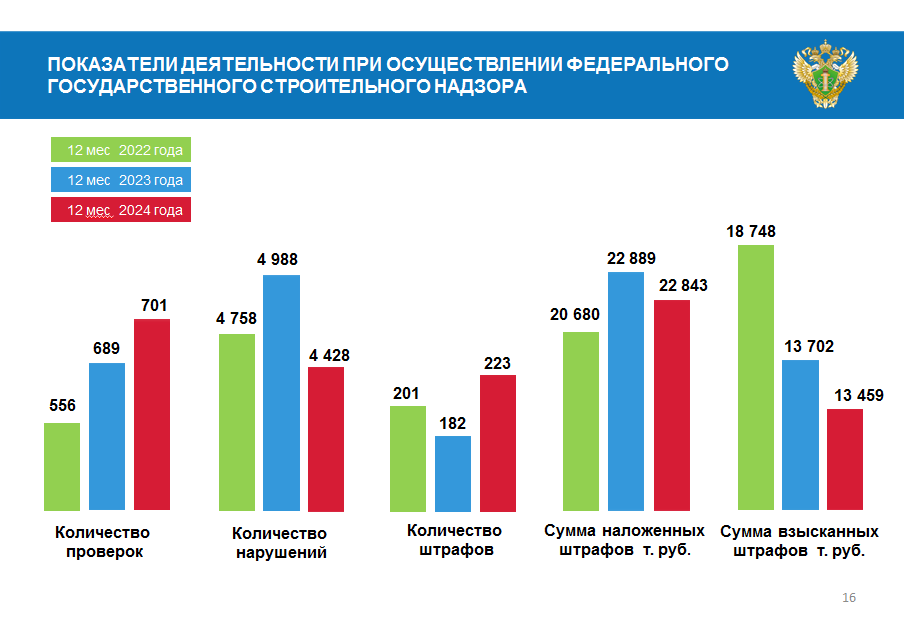 ПОКАЗАТЕЛИ ДЕЯТЕЛЬНОСТИ ПРИ ОСУЩЕСТВЛЕНИИ ФЕДЕРАЛЬНОГО
ГОСУДАРСТВЕННОГО СТРОИТЕЛЬНОГО НАДЗОРА
12 мес 2022 года
12 мес 2023 года
12 мес 2024 года
556
689
701
Количество
проверок
4 758
4 988
4 428
Количество
нарушений
201
182
223
Количество
штрафов
20 680
22 889
22 843
Сумма наложенных
штрафов т. руб.
18 748
13 702
13 459
Сумма взысканных
штрафов т. руб.
16